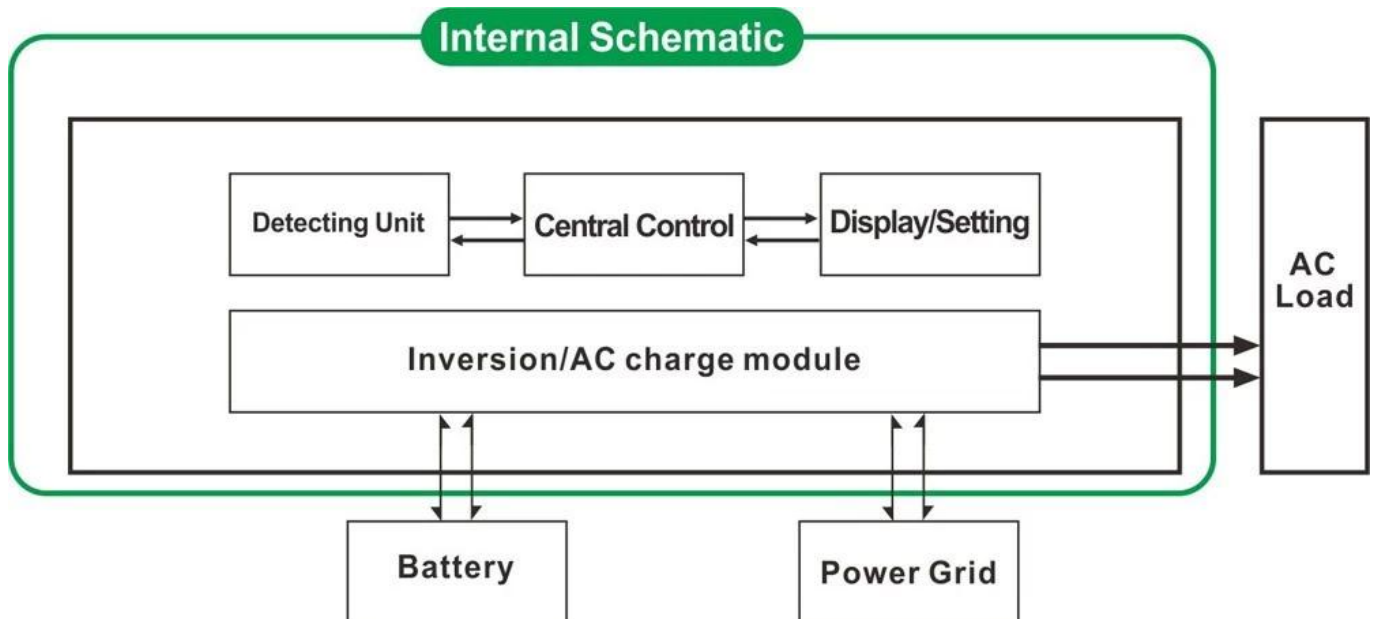 Internal Schematic
Detecting Unit
Central Control
Display/Setting
AC
Load
Inversion/AC charge module
Battery
Power Grid